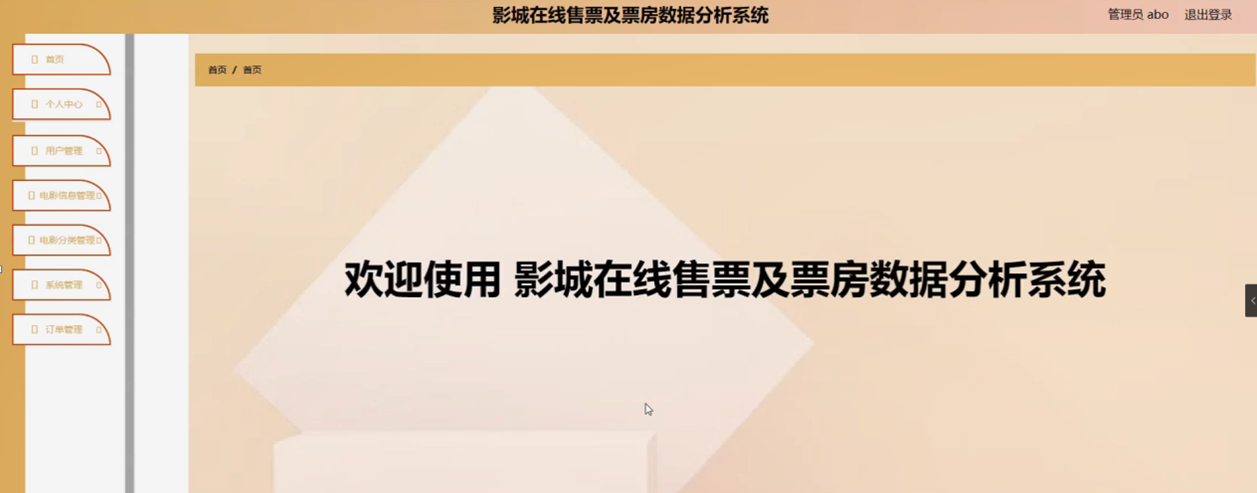 影城在线售票及票房数据分析系统
管理员 abo 退出登录
首页
个人中心
用户管理
电影信息管理
电影分类管理
系统管理
订单管理
首页 / 首页
欢迎使用 影城在线售票及票房数据分析系统